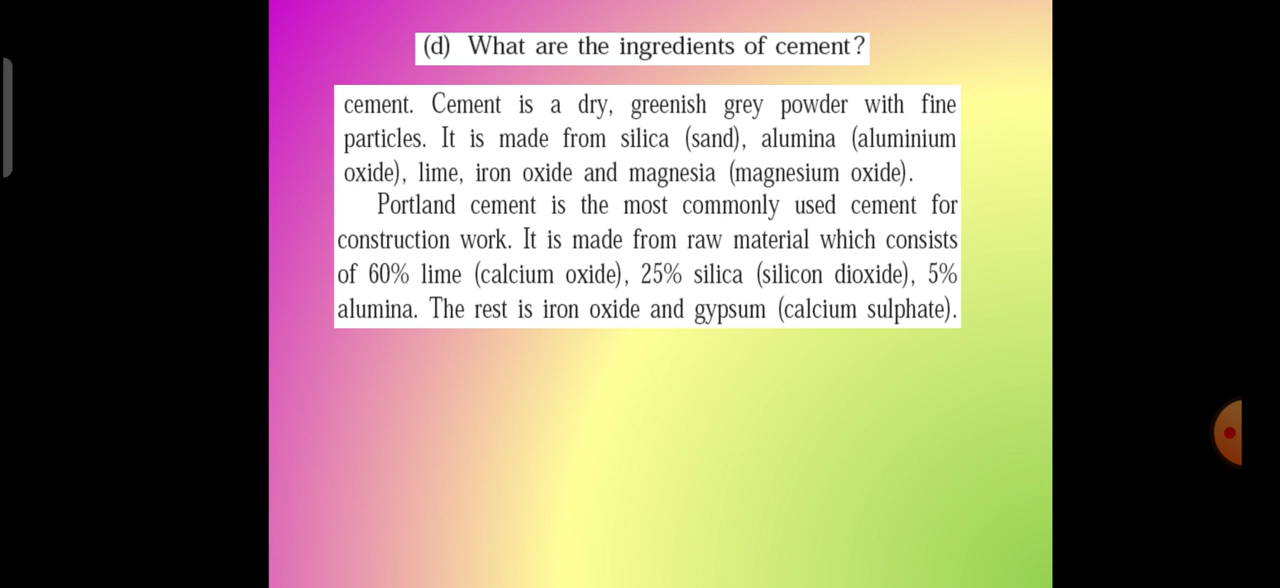 (d) What are the ingredients of cement?
cement. Cement is a dry, greenish grey powder with fine
particles. It is made from silica (sand), alumina (aluminium
oxide), lime, iron oxide and magnesia (magnesium oxide).
Portland cement is the most commonly used cement for
construction work. It is made from raw material which consists
of 60% lime (calcium oxide), 25% silica (silicon dioxide), 5%
alumina. The rest is iron oxide and gypsum (calcium sulphate).